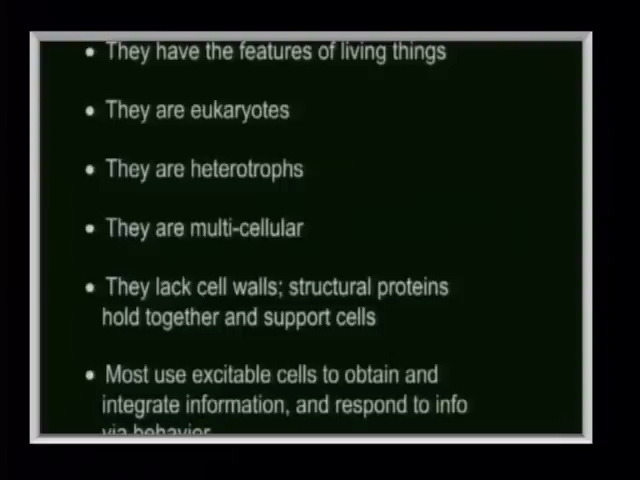 • They have the features of living things
• They are eukaryotes
• They are heterotrophs
• They are multi-cellular
• They lack cell walls; structural proteins
hold together and support cells
• Most use excitable cells to obtain and
integrate information, and respond to info
via behavior